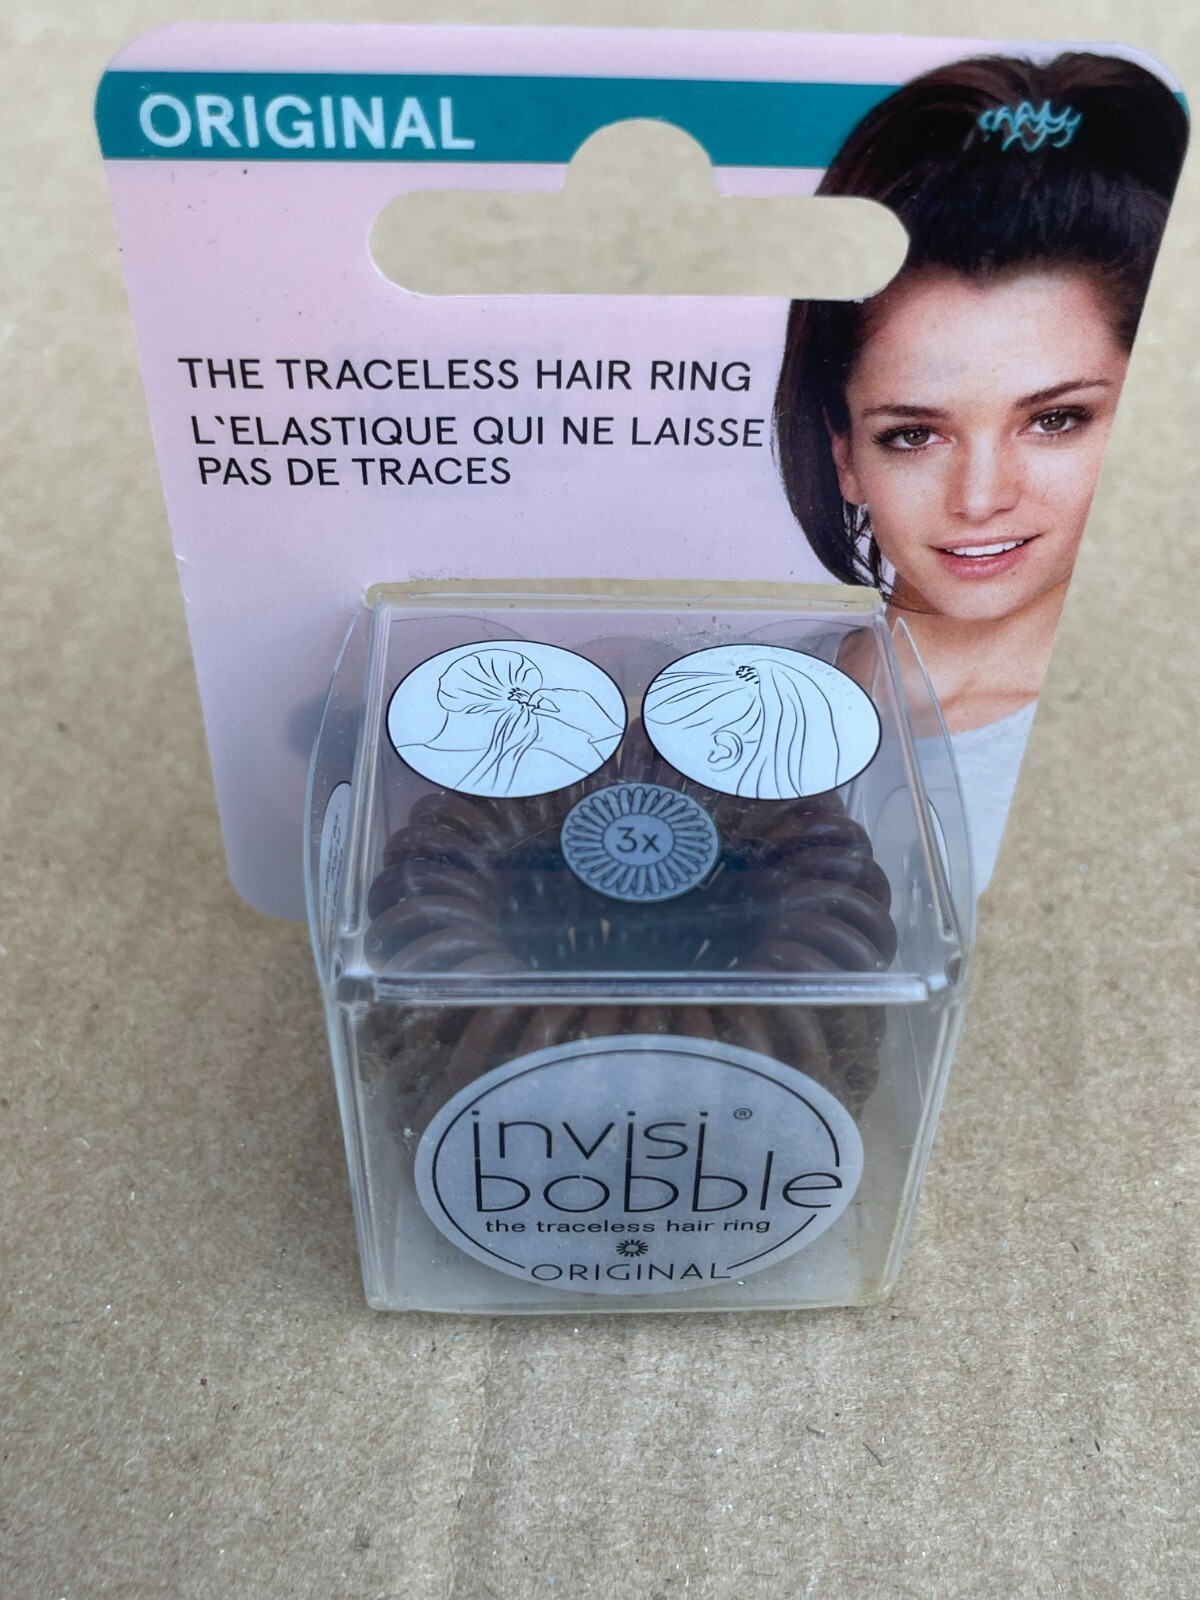 ORIGINAL
THE TRACELESS HAIR RING
L`ELASTIQUE QUI NE LAISSE
PAS DE TRACES
3x
invisi®
bobble
the traceless hair ring
ORIGINAL